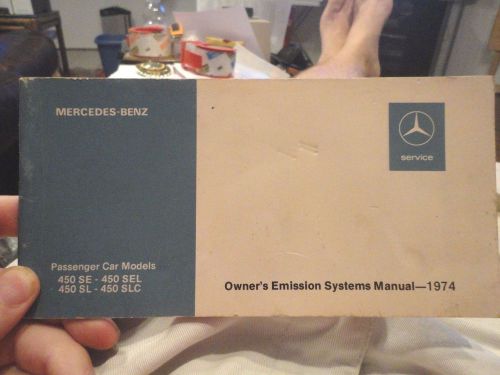 MERCEDES-BENZ
service
Passenger Car Models
450 SE - 450 SEL
450 SL - 450 SLC
Owner's Emission Systems Manual—1974